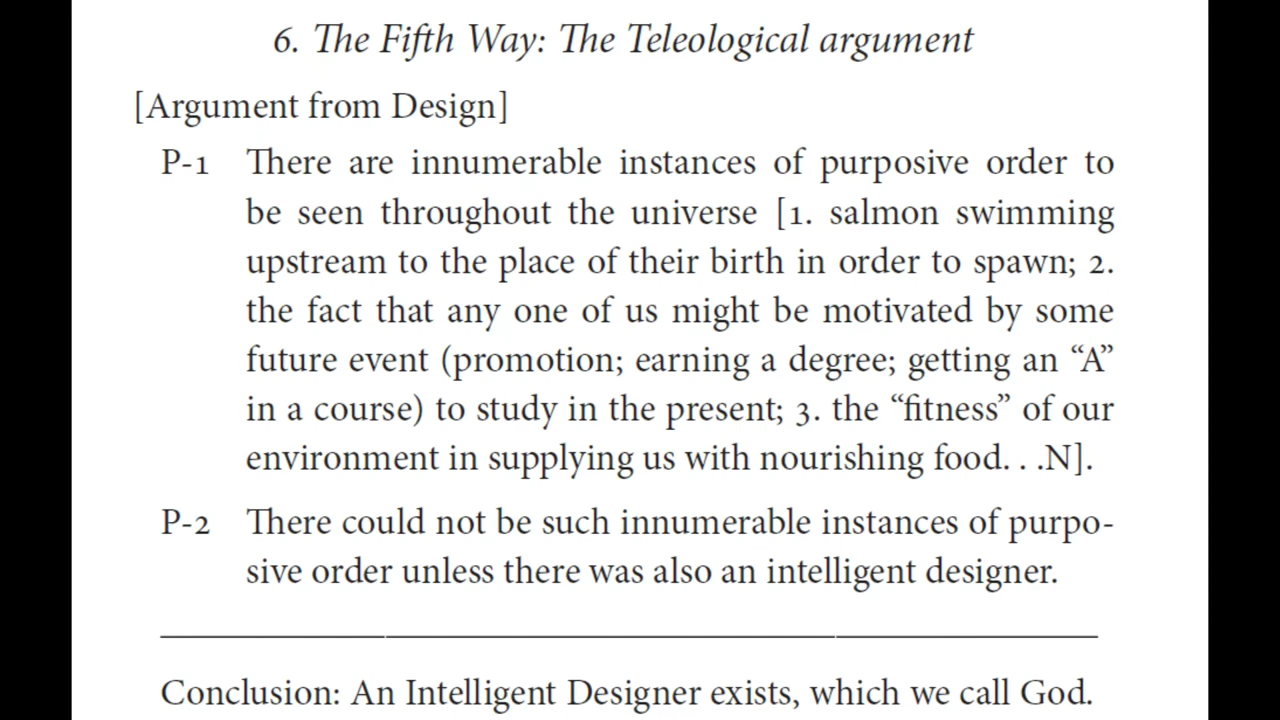 6. The Fifth Way: The Teleological argument
[Argument from Design]
P-1 There are innumerable instances of purposive order to
be seen throughout the universe [1. salmon swimming
upstream to the place of their birth in order to spawn; 2.
the fact that any one of us might be motivated by some
future event (promotion; earning a degree; getting an “A”
in a course) to study in the present; 3. the “fitness” of our
environment in supplying us with nourishing food. . .N].
P-2 There could not be such innumerable instances of purpo-
sive order unless there was also an intelligent designer.
Conclusion: An Intelligent Designer exists, which we call God.